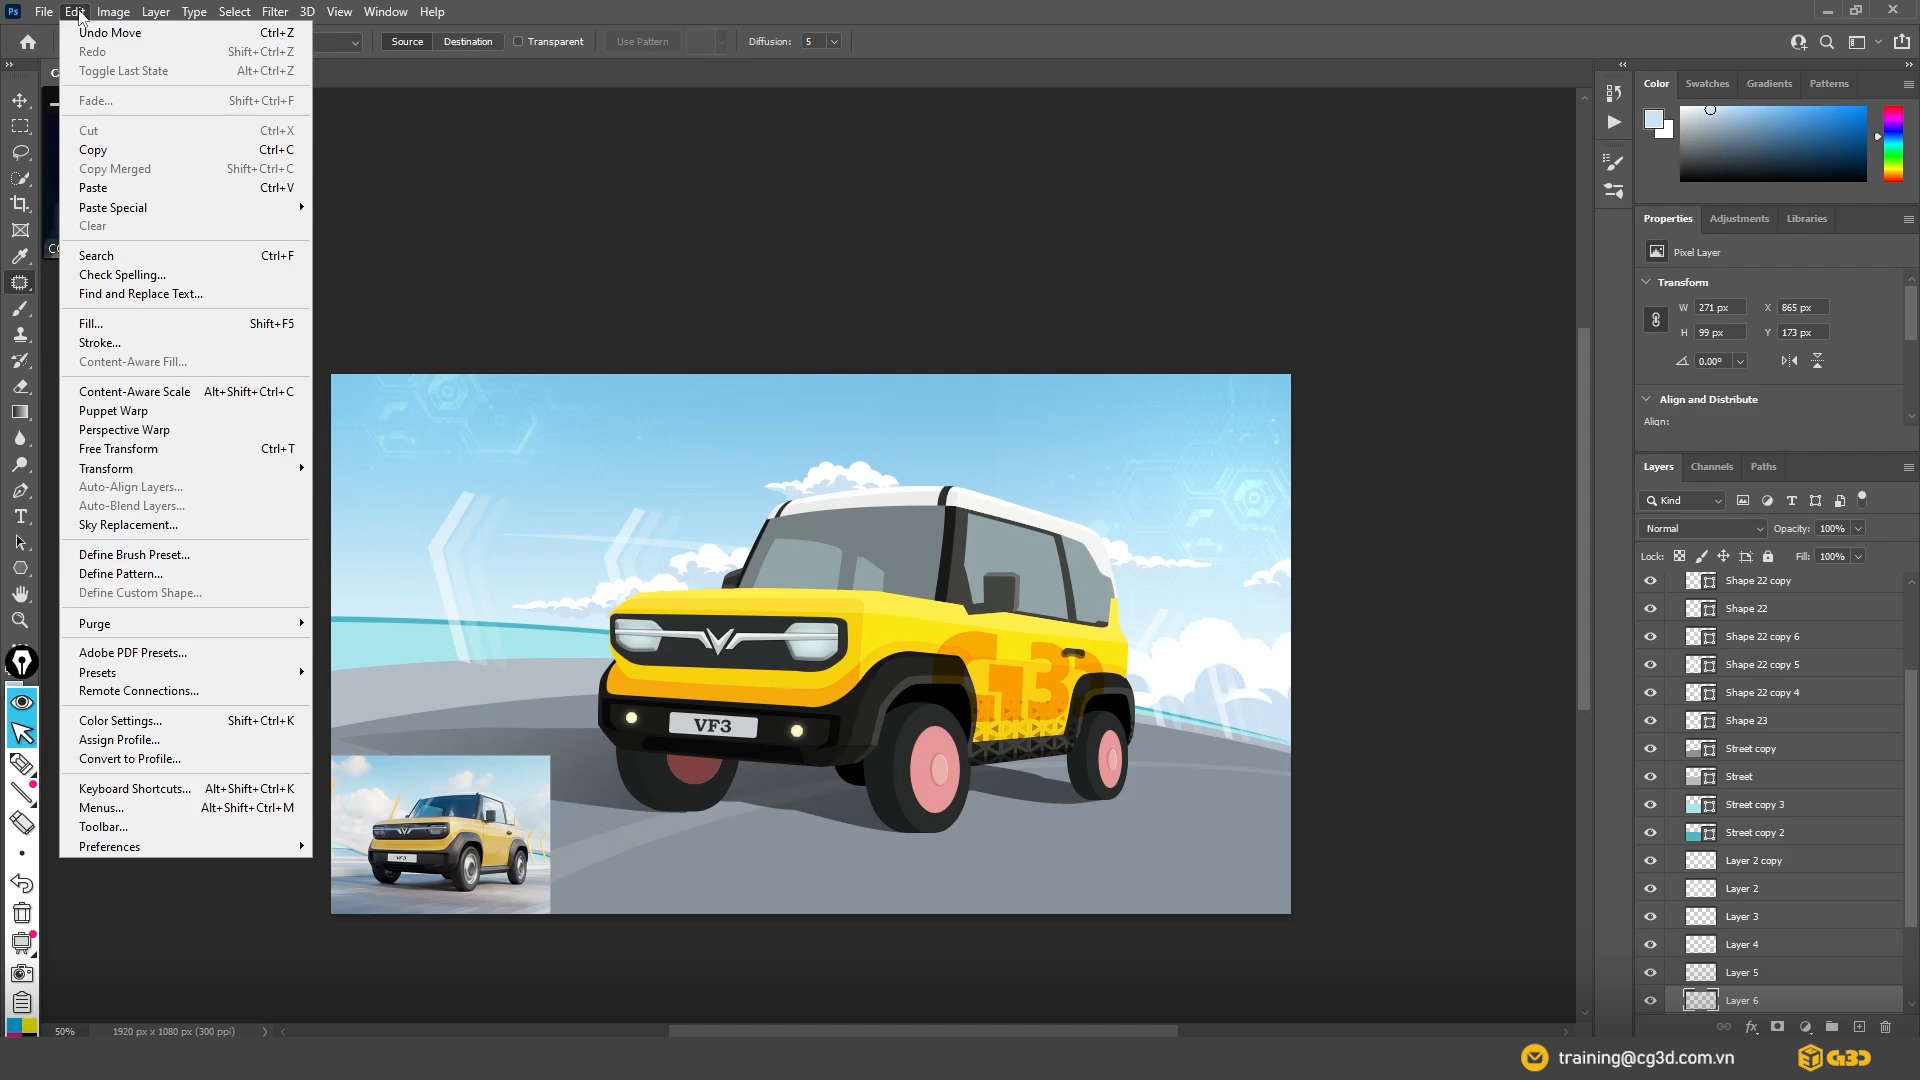 Ps File Edit Image Layer Type Select Filter 3D View Window Help
Source Destination Transparent Use Pattern Diffusion: 5
Undo Move Ctrl+Z
Redo Shift+Ctrl+Z
Toggle Last State Alt+Ctrl+Z
Fade... Shift+Ctrl+F
Cut Ctrl+X
Copy Ctrl+C
Copy Merged Shift+Ctrl+C
Paste Ctrl+V
Paste Special
Clear
Search Ctrl+F
Check Spelling...
Find and Replace Text...
Fill... Shift+F5
Stroke...
Content-Aware Fill...
Content-Aware Scale Alt+Shift+Ctrl+C
Puppet Warp
Perspective Warp
Free Transform Ctrl+T
Transform
Auto-Align Layers...
Auto-Blend Layers...
Sky Replacement...
Define Brush Preset...
Define Pattern...
Define Custom Shape...
Purge
Adobe PDF Presets...
Presets
Remote Connections...
Color Settings... Shift+Ctrl+K
Assign Profile...
Convert to Profile...
Keyboard Shortcuts... Alt+Shift+Ctrl+K
Menus... Alt+Shift+Ctrl+M
Toolbar...
Preferences
VF3
G3
VF3
50% 1920 px x 1080 px (300 ppi)
Color Swatches Gradients Patterns
Properties Adjustments Libraries
Pixel Layer
Transform
W 271 px X 865 px
H 99 px Y 173 px
0.00°
Align and Distribute
Align:
Layers Channels Paths
Kind
Normal Opacity: 100%
Lock: Fill: 100%
Shape 22 copy
Shape 22
Shape 22 copy 6
Shape 22 copy 5
Shape 22 copy 4
Shape 23
Street copy
Street
Street copy 3
Street copy 2
Layer 2 copy
Layer 2
Layer 3
Layer 4
Layer 5
Layer 6
training@cg3d.com.vn CG3D